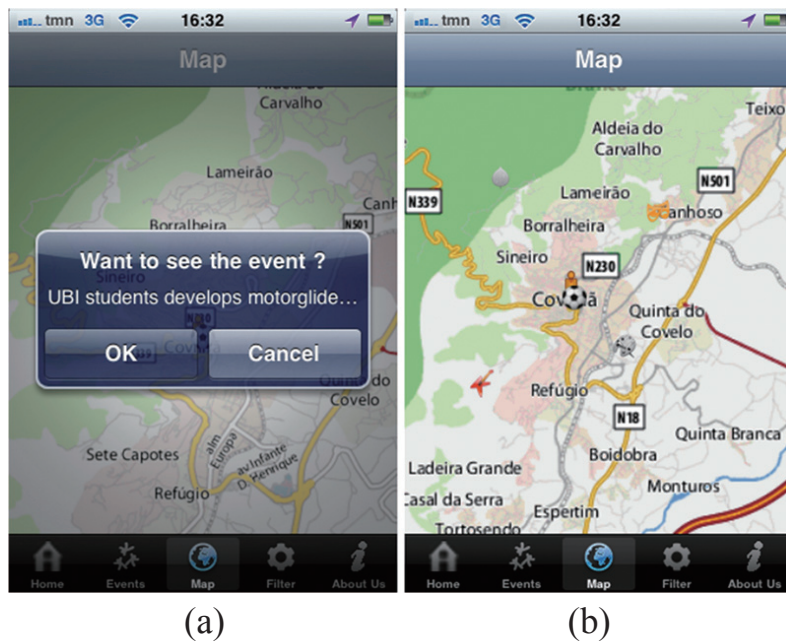 tmn 3G 16:32
Map
Aldeia do
Carvalho
Lameirão
Canh
N501
Borralheira
Sineiro
Want to see the event ?
UBI students develops motorglide...
OK
Cancel
Quinta do
Covelo
Sete Capotes
alm
Europa
av Infante
D. Henrique
Refúgio
Home
Events
Map
Filter
About Us
(a)
tmn 3G 16:32
Map
Branco
Teixo
Aldeia do
Carvalho
N501
N339
Lameirão
Canhoso
Borralheira
Sineiro
N230
Quinta do
Covelo
Refúgio
N18
Quinta Branca
Boidobra
Ladeira Grande
Monturos
Casal da Serra
Espertim
Tortosendo
Home
Events
Map
Filter
About Us
(b)